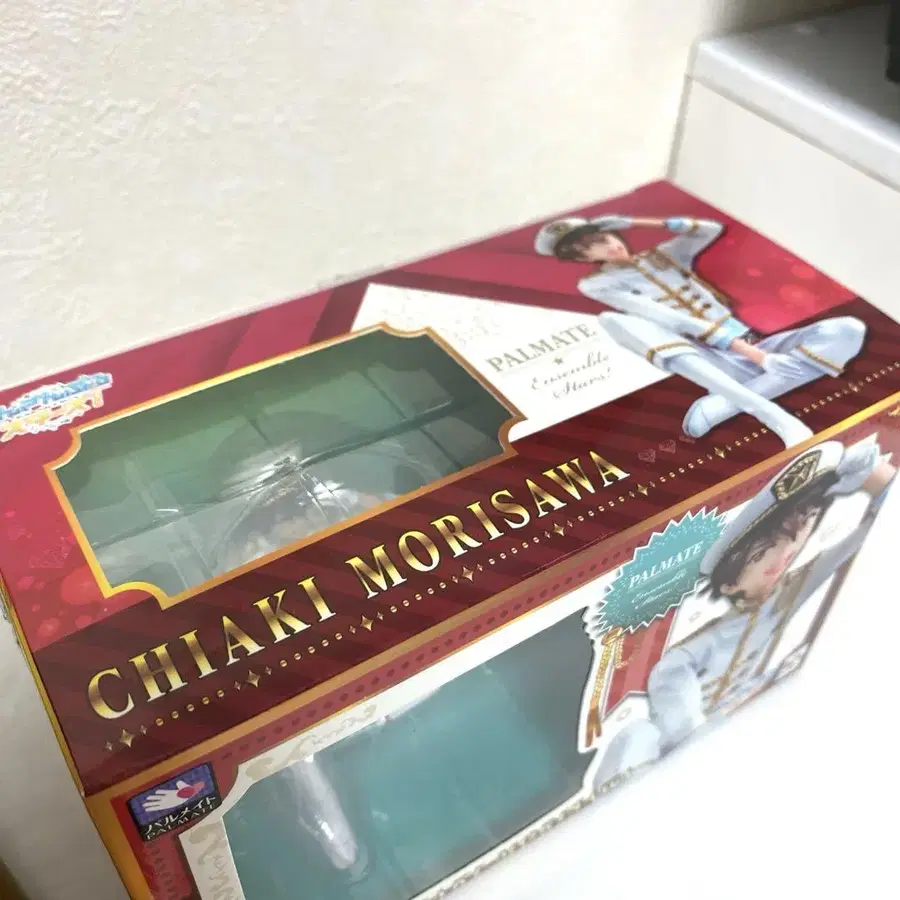 PALMATE
Ensemble
Stars!
CHIAKI MORISAWA
PALMATE
Ensemble
Stars!
パルメイト
PALMATE